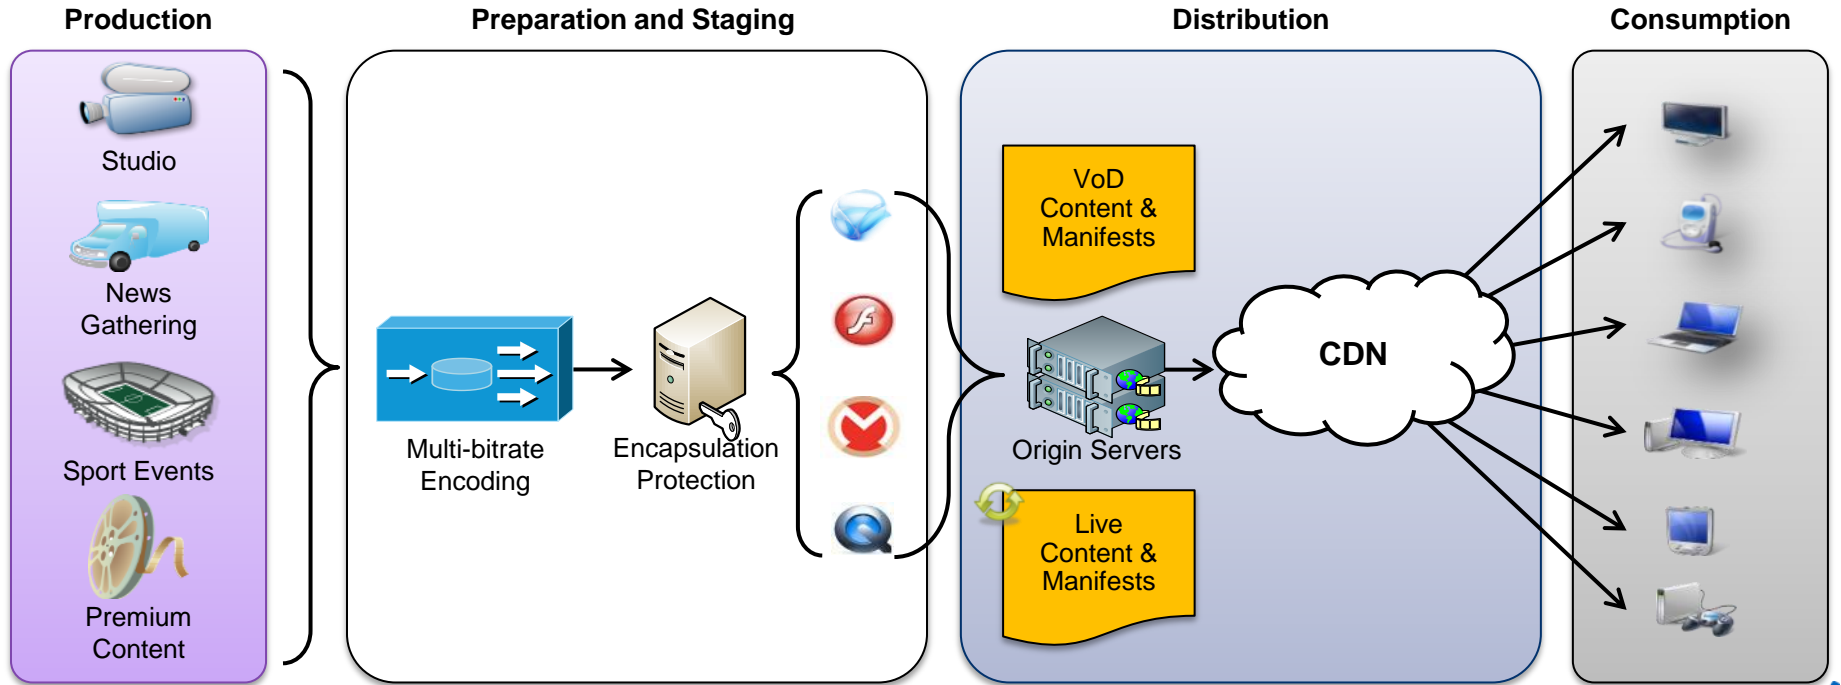 Production
Preparation and Staging
Distribution
Consumption
Studio
News
Gathering
Sport Events
Premium
Content
Multi-bitrate
Encoding
Encapsulation
Protection
VoD
Content &
Manifests
Origin Servers
Live
Content &
Manifests
CDN